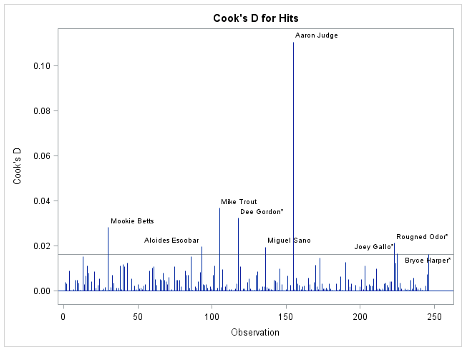 Cook's D for Hits
Aaron Judge
0.10
0.08
0.06
Cook's D
0.04
Mike Trout
Dee Gordon*
Mookie Betts
Rougned Odor*
Alcides Escobar
Miguel Sano
Joey Gallo*
0.02
Bryce Harper*
0.00
0
50
100
150
200
250
Observation